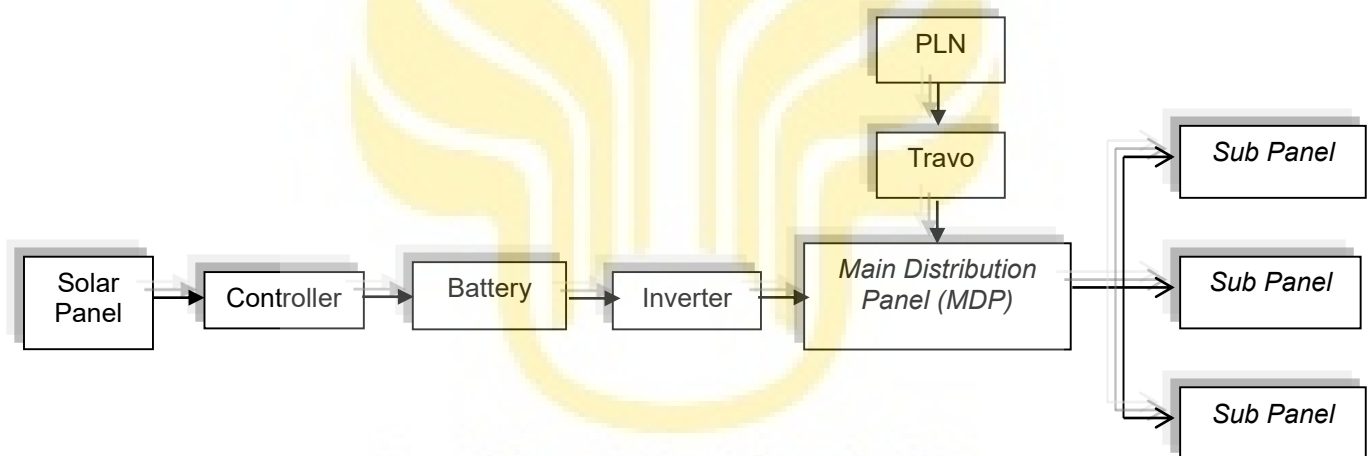 PLN
Travo
Sub Panel
Solar
Panel
Controller
Battery
Inverter
Main Distribution
Panel (MDP)
Sub Panel
Sub Panel